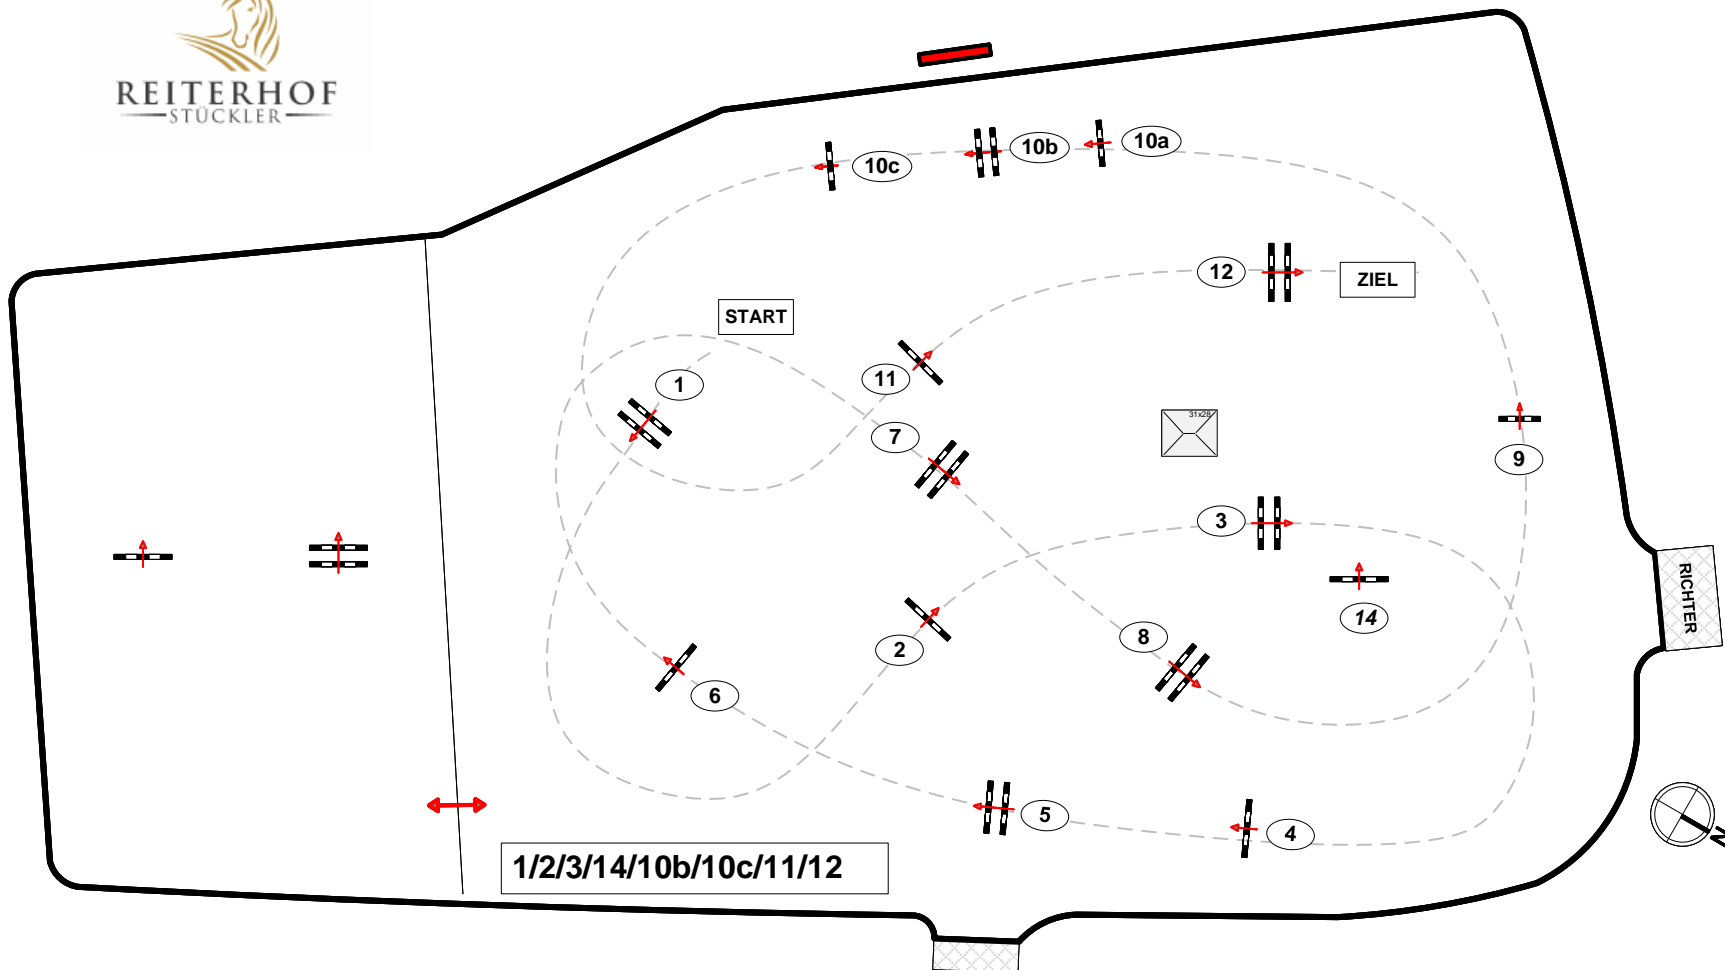 REITERHOF
STÜCKLER
10c
10b
10a
12
ZIEL
START
1
11
7
31x28
9
3
14
RICHTER
2
8
6
5
4
N
1/2/3/14/10b/10c/11/12